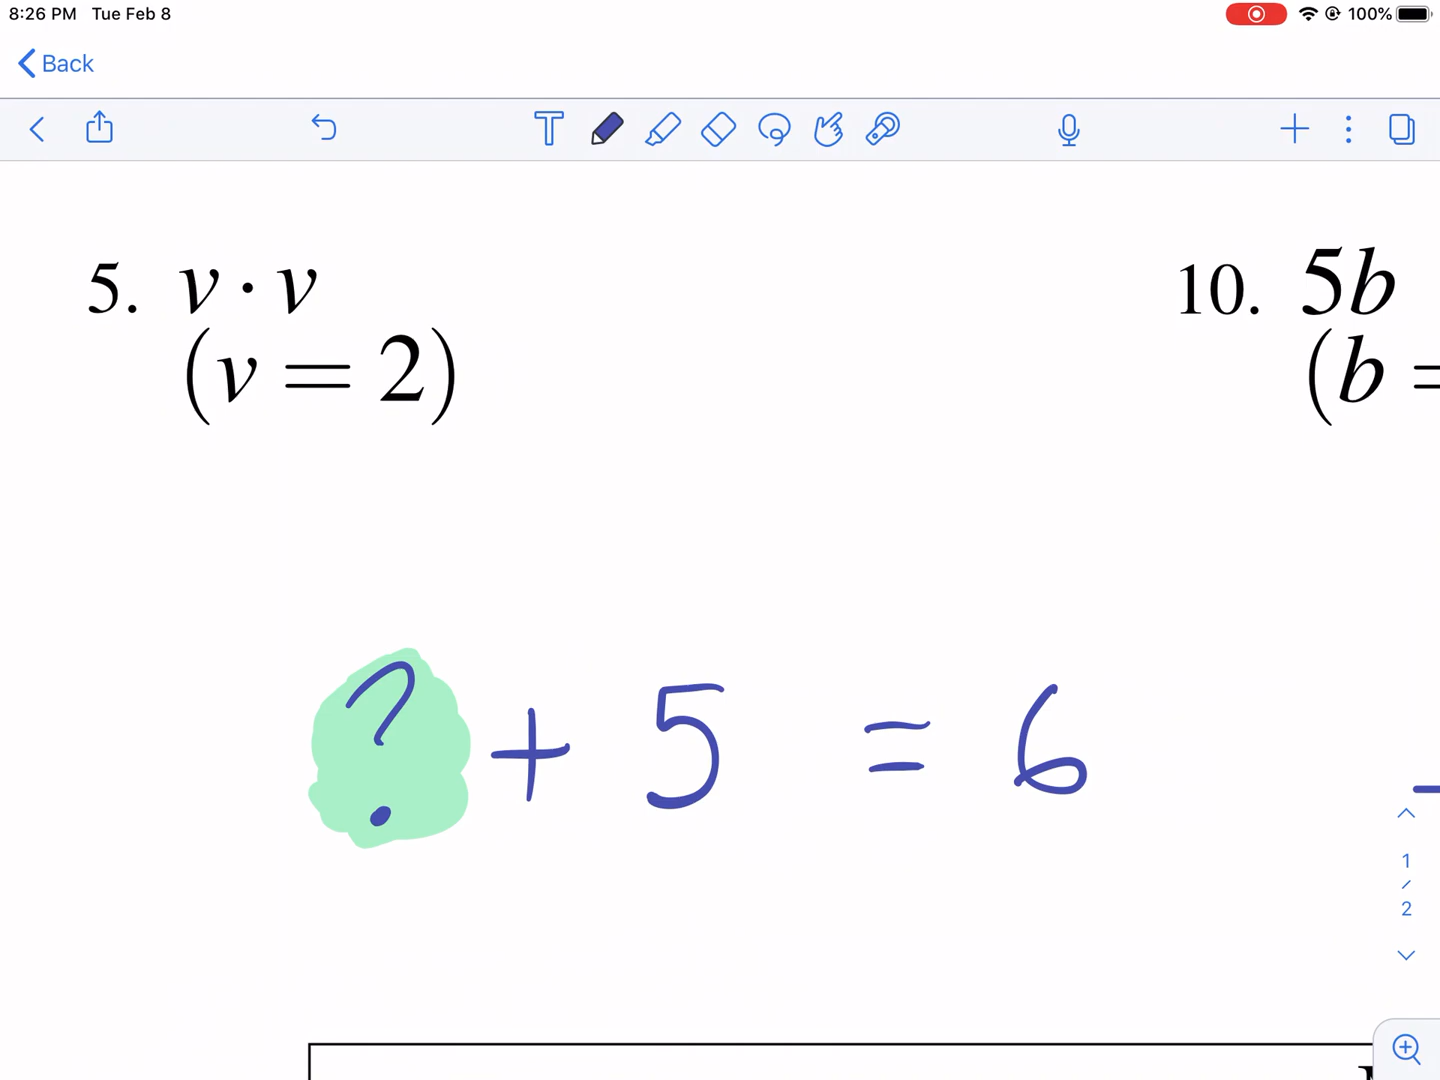 8:26 PM Tue Feb 8
100%
Back
5. v · v
(v = 2)
10. 5b
(b =
? + 5 = 6
1
/
2